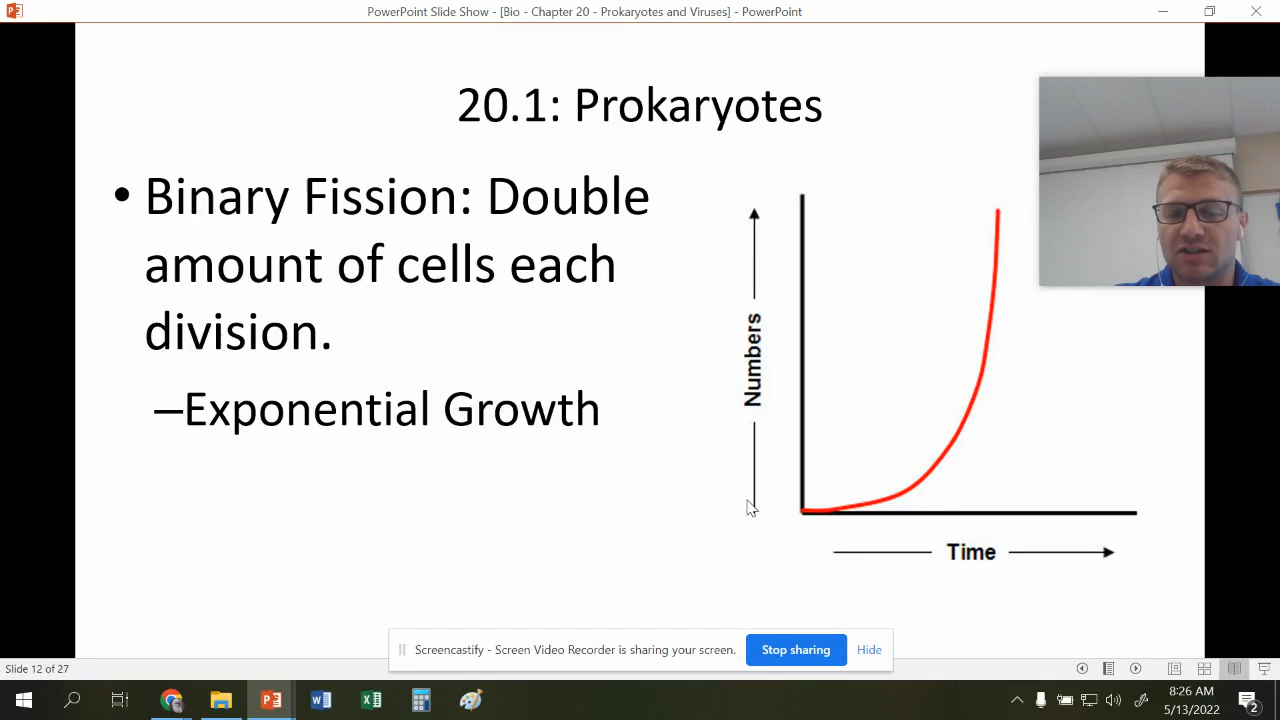 PowerPoint Slide Show - [Bio - Chapter 20 - Prokaryotes and Viruses] - PowerPoint
20.1: Prokaryotes
• Binary Fission: Double
amount of cells each
division.
–Exponential Growth
Numbers
Time
Screencastify - Screen Video Recorder is sharing your screen.
Stop sharing
Hide
Slide 12 of 27
8:26 AM
5/13/2022
2